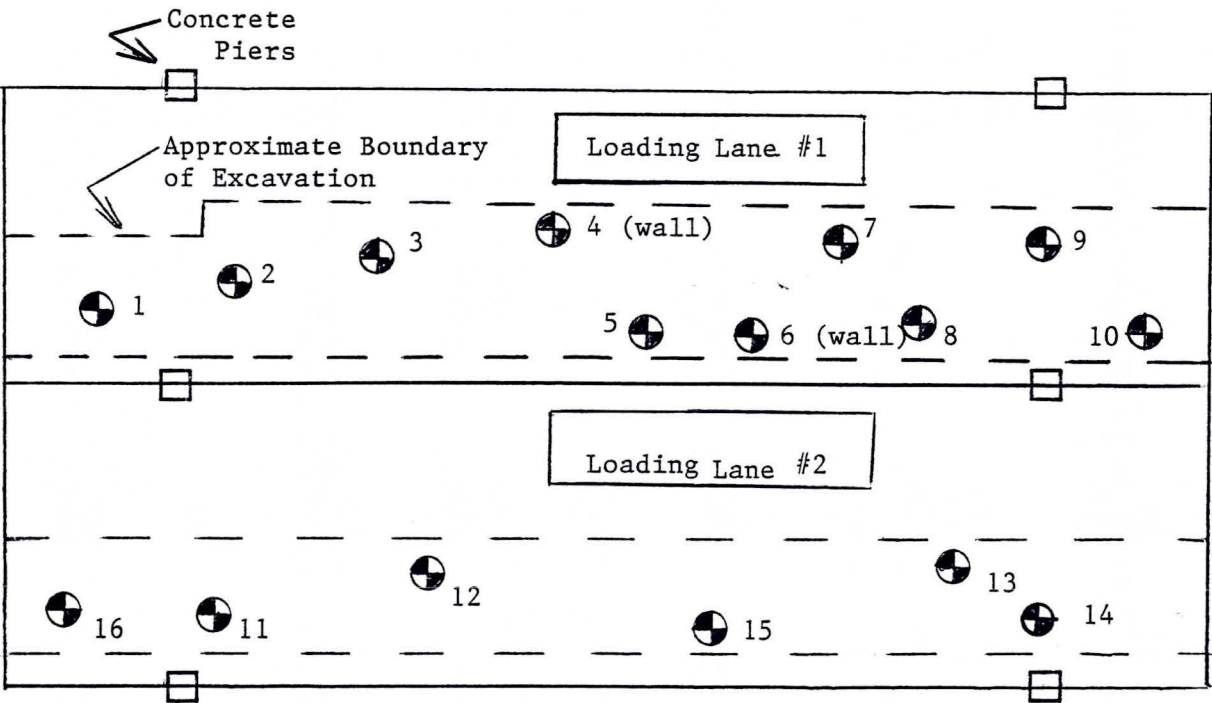 Concrete
Piers
Loading Lane #1
Approximate Boundary
of Excavation
4 (wall)
7
3
9
2
1
5
6 (wall)
8
10
Loading Lane #2
13
12
14
16
11
15